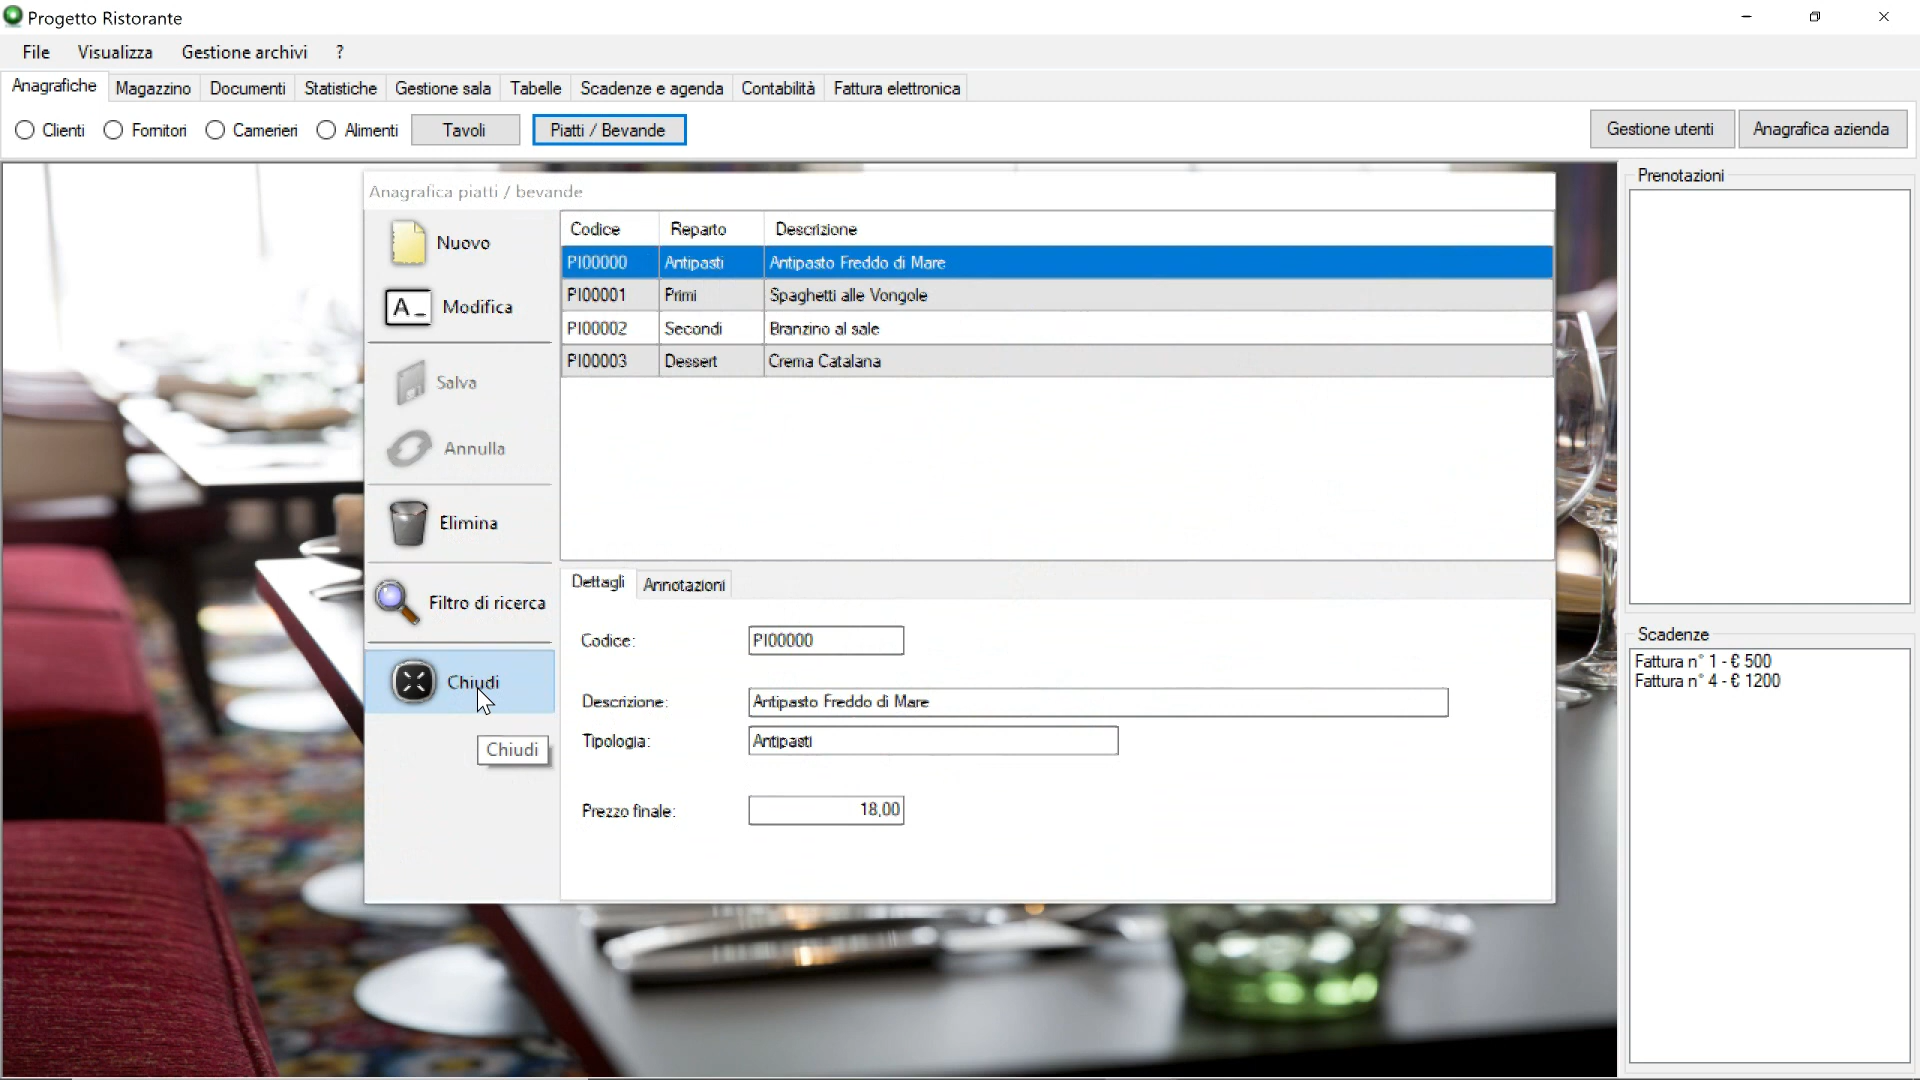 Progetto Ristorante
File Visualizza Gestione archivi ?
Anagrafiche Magazzino Documenti Statistiche Gestione sala Tabelle Scadenze e agenda Contabilità Fattura elettronica
Clienti Fornitori Camerieri Alimenti Tavoli Piatti / Bevande Gestione utenti Anagrafica azienda
Anagrafica piatti / bevande
Nuovo
Modifica
Salva
Annulla
Elimina
Filtro di ricerca
Chiudi
Chiudi
Codice Reparto Descrizione
PI00000 Antipasti Antipasto Freddo di Mare
PI00001 Primi Spaghetti alle Vongole
PI00002 Secondi Branzino al sale
PI00003 Dessert Crema Catalana
Dettagli Annotazioni
Codice: PI00000
Descrizione: Antipasto Freddo di Mare
Tipologia: Antipasti
Prezzo finale: 18,00
Prenotazioni
Scadenze
Fattura n° 1 - € 500
Fattura n° 4 - € 1200